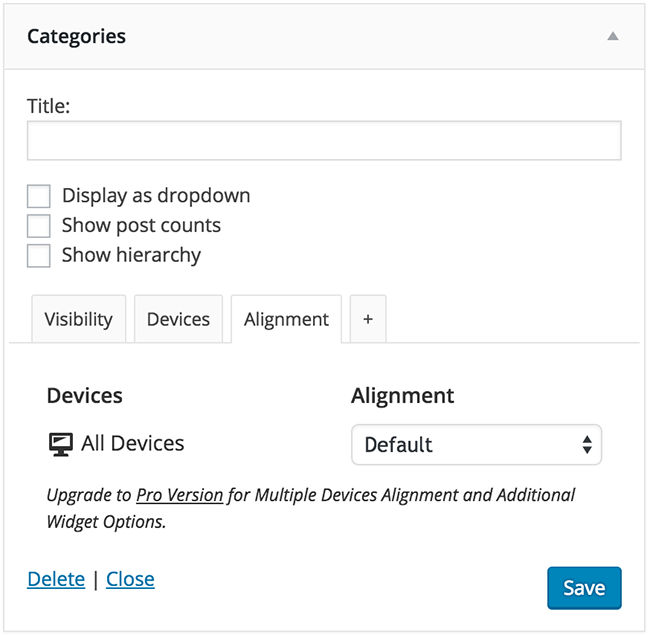 Categories
Title:
Display as dropdown
Show post counts
Show hierarchy
Visibility Devices Alignment +
Devices Alignment
All Devices Default
Upgrade to Pro Version for Multiple Devices Alignment and Additional
Widget Options.
Delete | Close Save